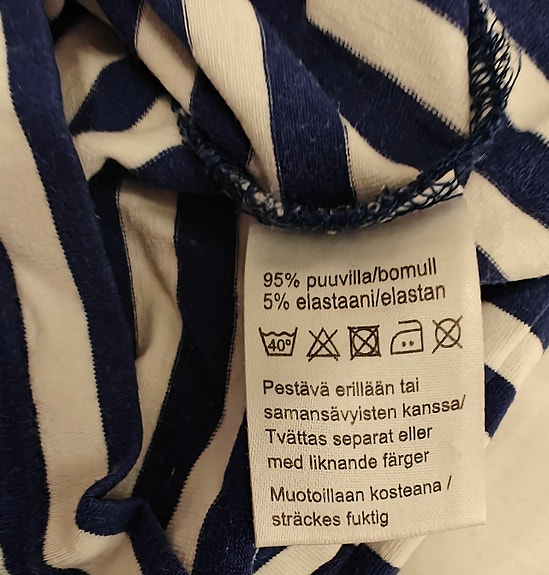 95% puuvilla/bomull
5% elastaani/elastan
40°
Pestävä erillään tai
samansävyisten kanssa/
Tvättas separat eller
med liknande färger
Muotoillaan kosteana /
sträckes fuktig